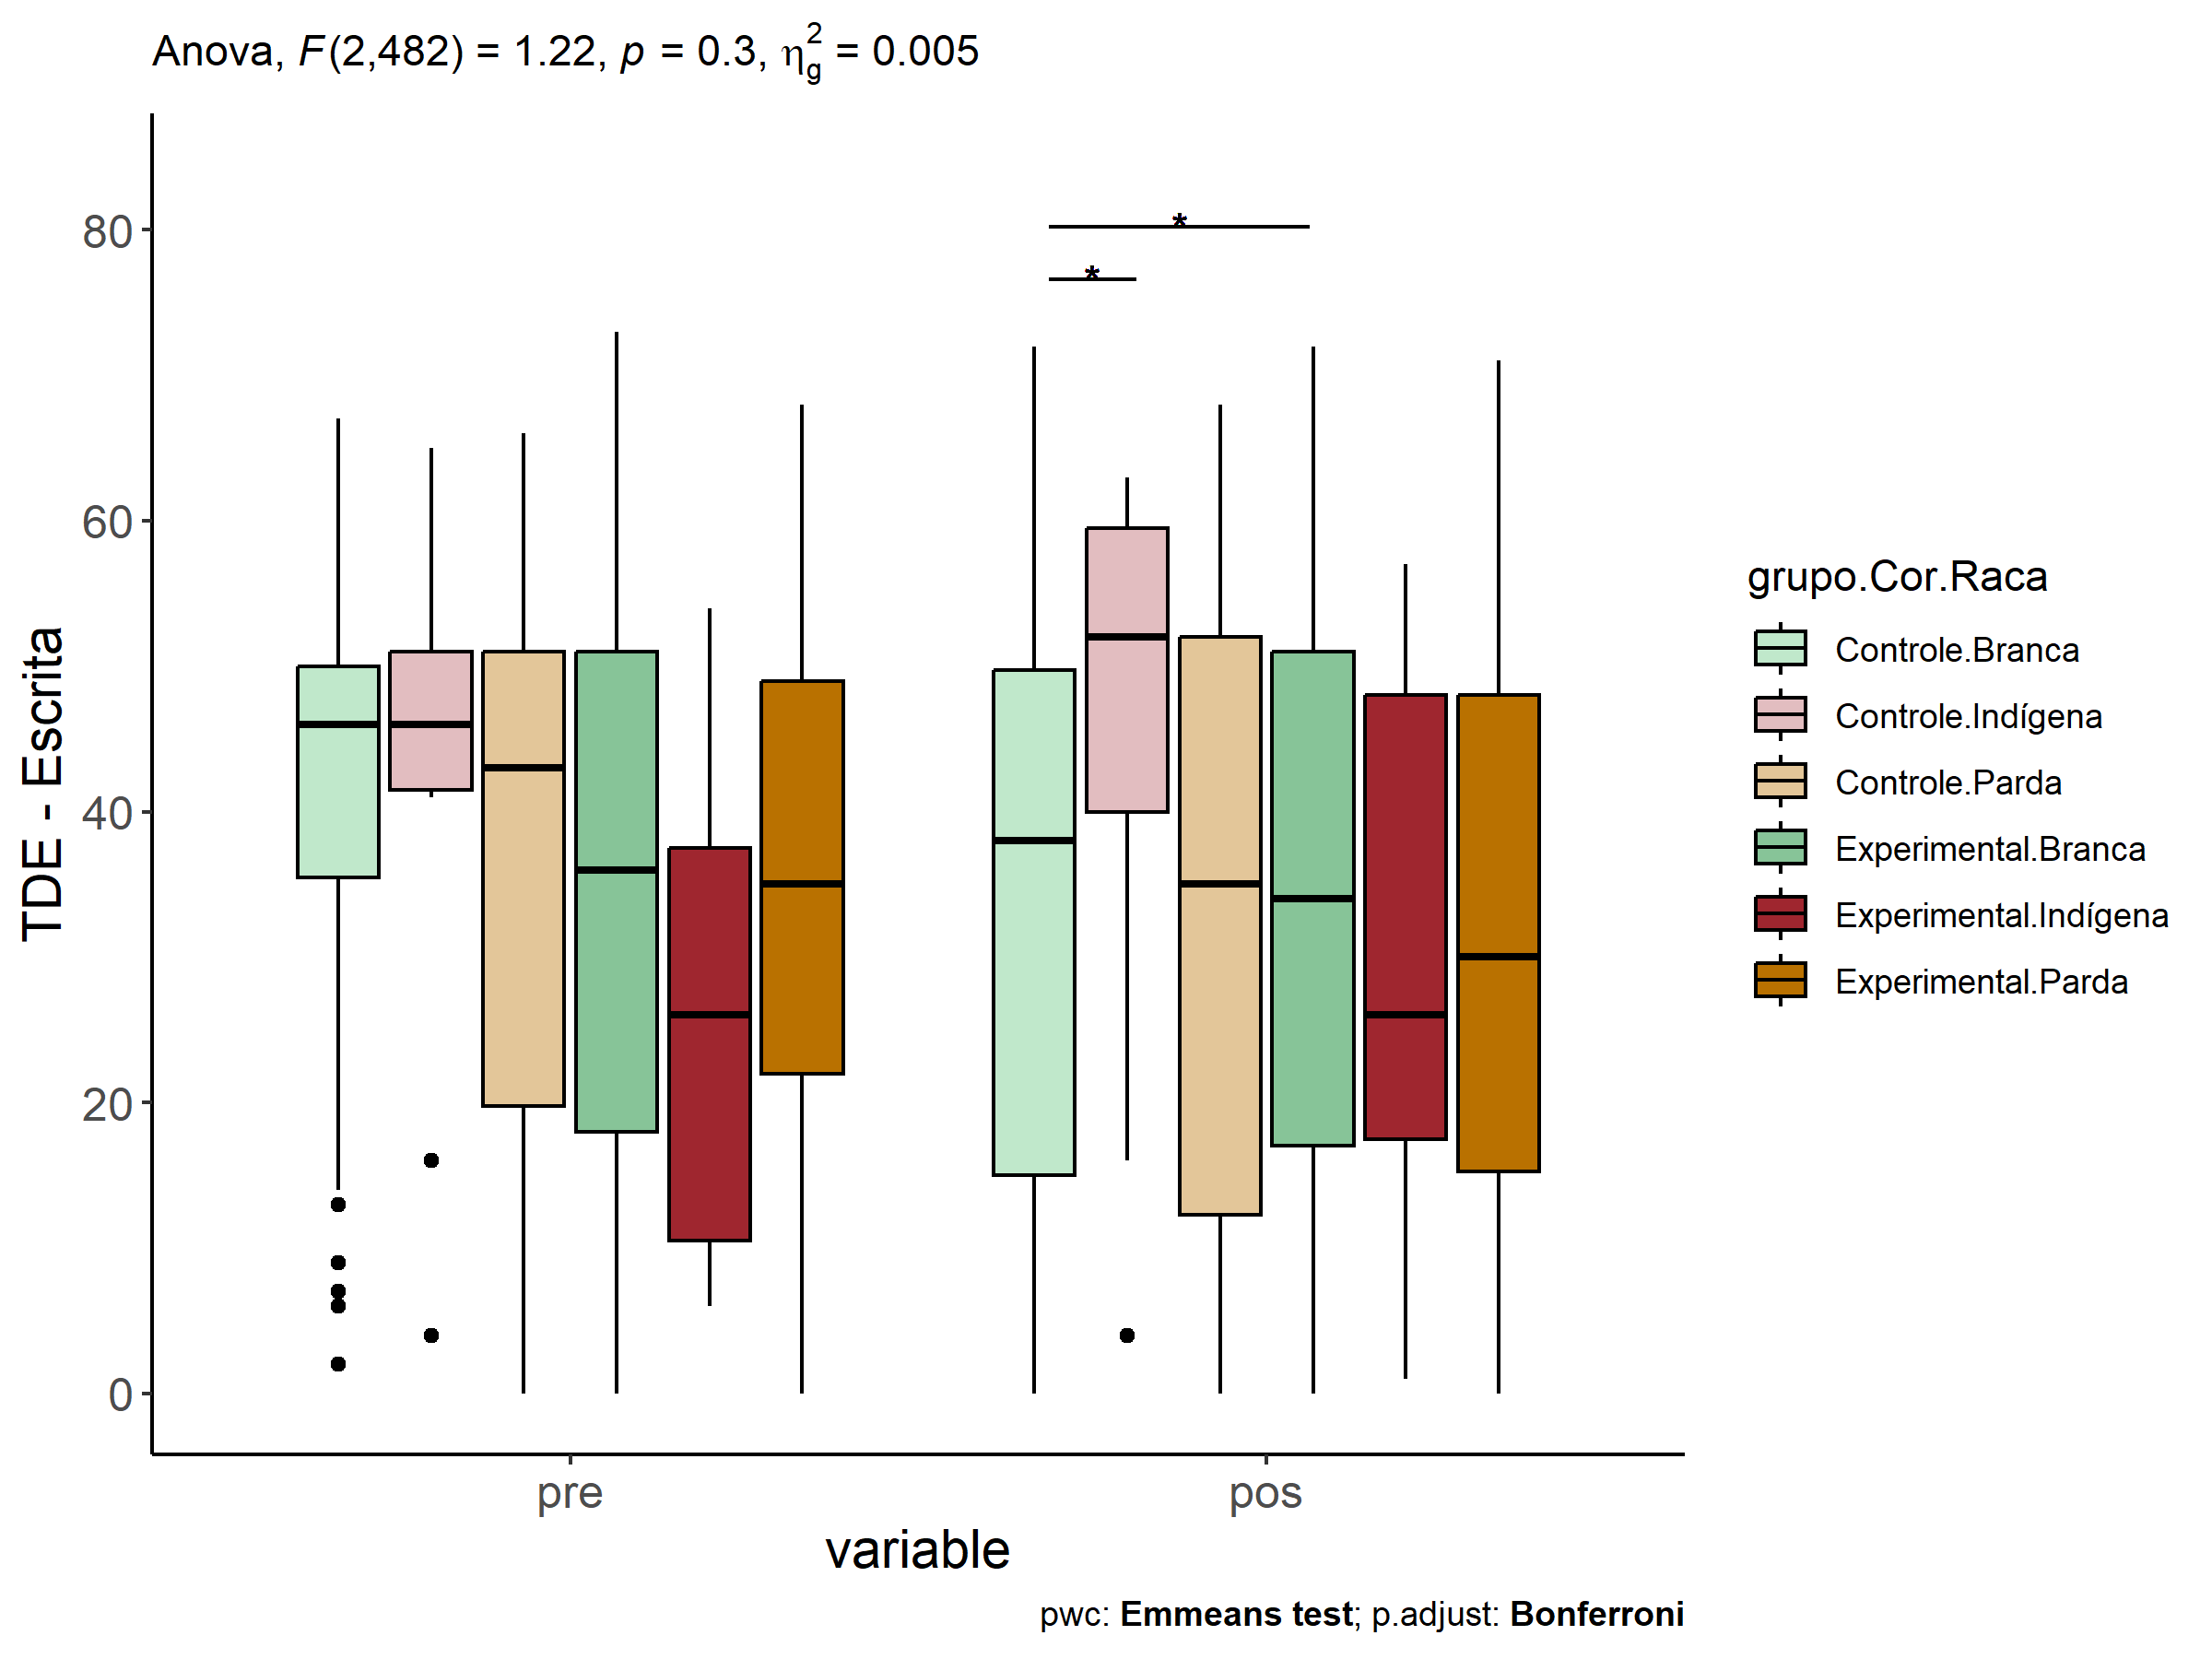 Anova, F(2,482) = 1.22, p = 0.3, η²g = 0.005
TDE - Escrita
80
60
40
20
0
*
*
pre
pos
variable
grupo.Cor.Raca
Controle.Branca
Controle.Indígena
Controle.Parda
Experimental.Branca
Experimental.Indígena
Experimental.Parda
pwc: Emmeans test; p.adjust: Bonferroni